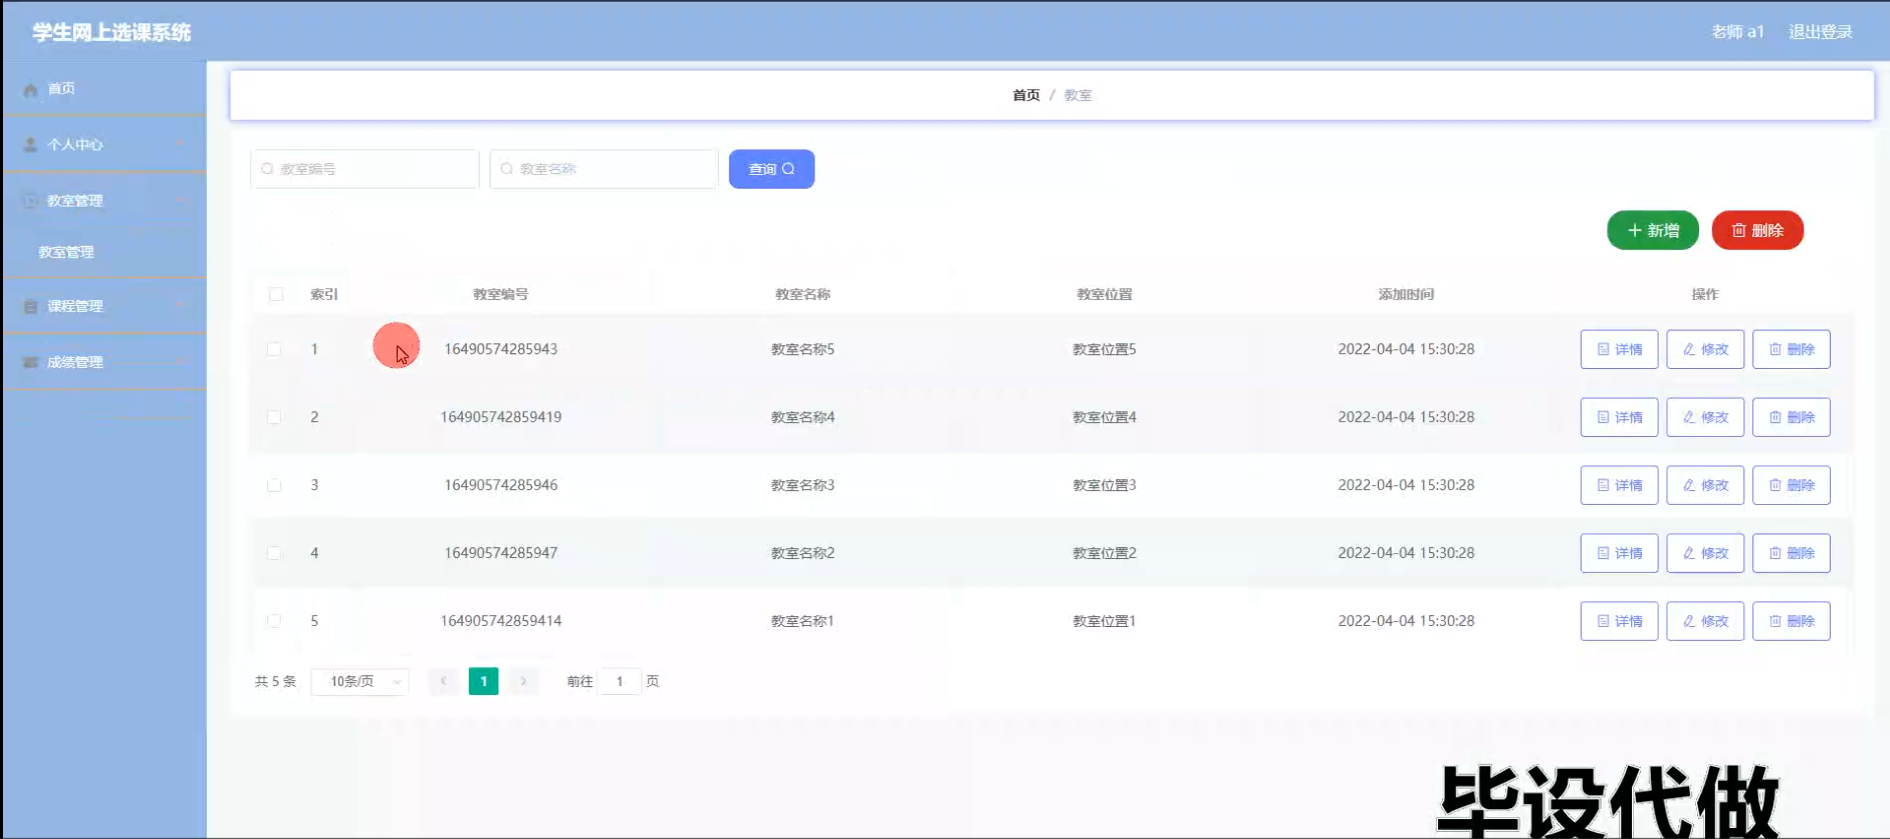 学生网上选课系统
老师 a1 退出登录
首页
首页 / 教室
个人中心
教室编号 教室名称 查询
教室管理
新增 删除
教室管理
索引 教室编号 教室名称 教室位置 添加时间 操作
课程管理
1 16490574285943 教室名称5 教室位置5 2022-04-04 15:30:28 详情 修改 删除
成绩管理
2 164905742859419 教室名称4 教室位置4 2022-04-04 15:30:28 详情 修改 删除
3 16490574285946 教室名称3 教室位置3 2022-04-04 15:30:28 详情 修改 删除
4 16490574285947 教室名称2 教室位置2 2022-04-04 15:30:28 详情 修改 删除
5 164905742859414 教室名称1 教室位置1 2022-04-04 15:30:28 详情 修改 删除
共 5 条 10条/页 1 前往 1 页
毕设代做